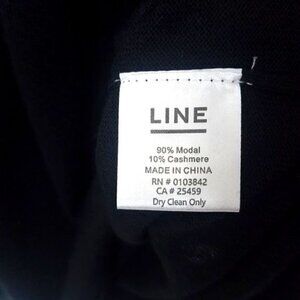 LINE
90% Modal
10% Cashmere
MADE IN CHINA
RN # 0103842
CA # 25459
Dry Clean Only